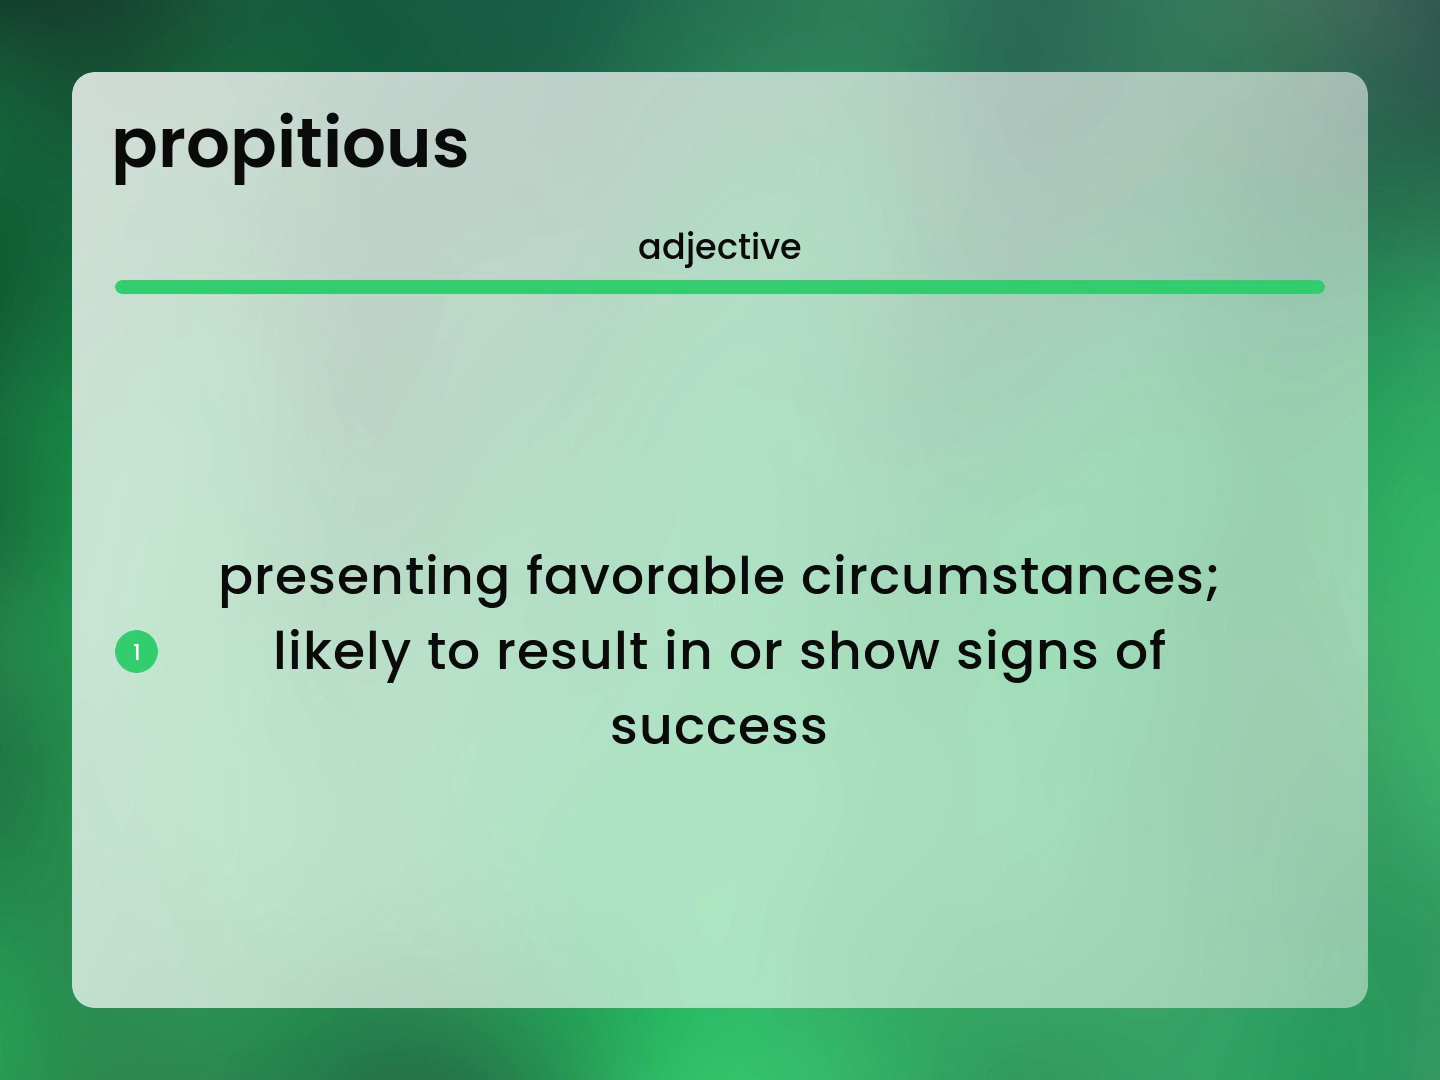 propitious
adjective
presenting favorable circumstances;
1
likely to result in or show signs of
success